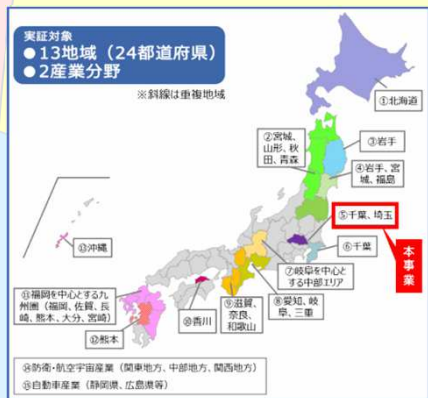 実証対象
●13地域（24都道府県）
●2産業分野
※斜線は重複地域
①北海道
②宮城、
山形、秋
田、青森
③岩手
④岩手、宮
城、福島
⑤千葉、埼玉
⑥千葉
本事業
⑦岐阜を中心と
する中部エリア
⑧愛知、岐
阜、三重
⑨滋賀、
奈良、
和歌山
⑩香川
⑪福岡を中心とする九
州圏（福岡、佐賀、長
崎、熊本、大分、宮崎）
⑫熊本
⑬沖縄
⑭防衛・航空宇宙産業（関東地方、中部地方、関西地方）
⑮自動車産業（静岡県、広島県等）